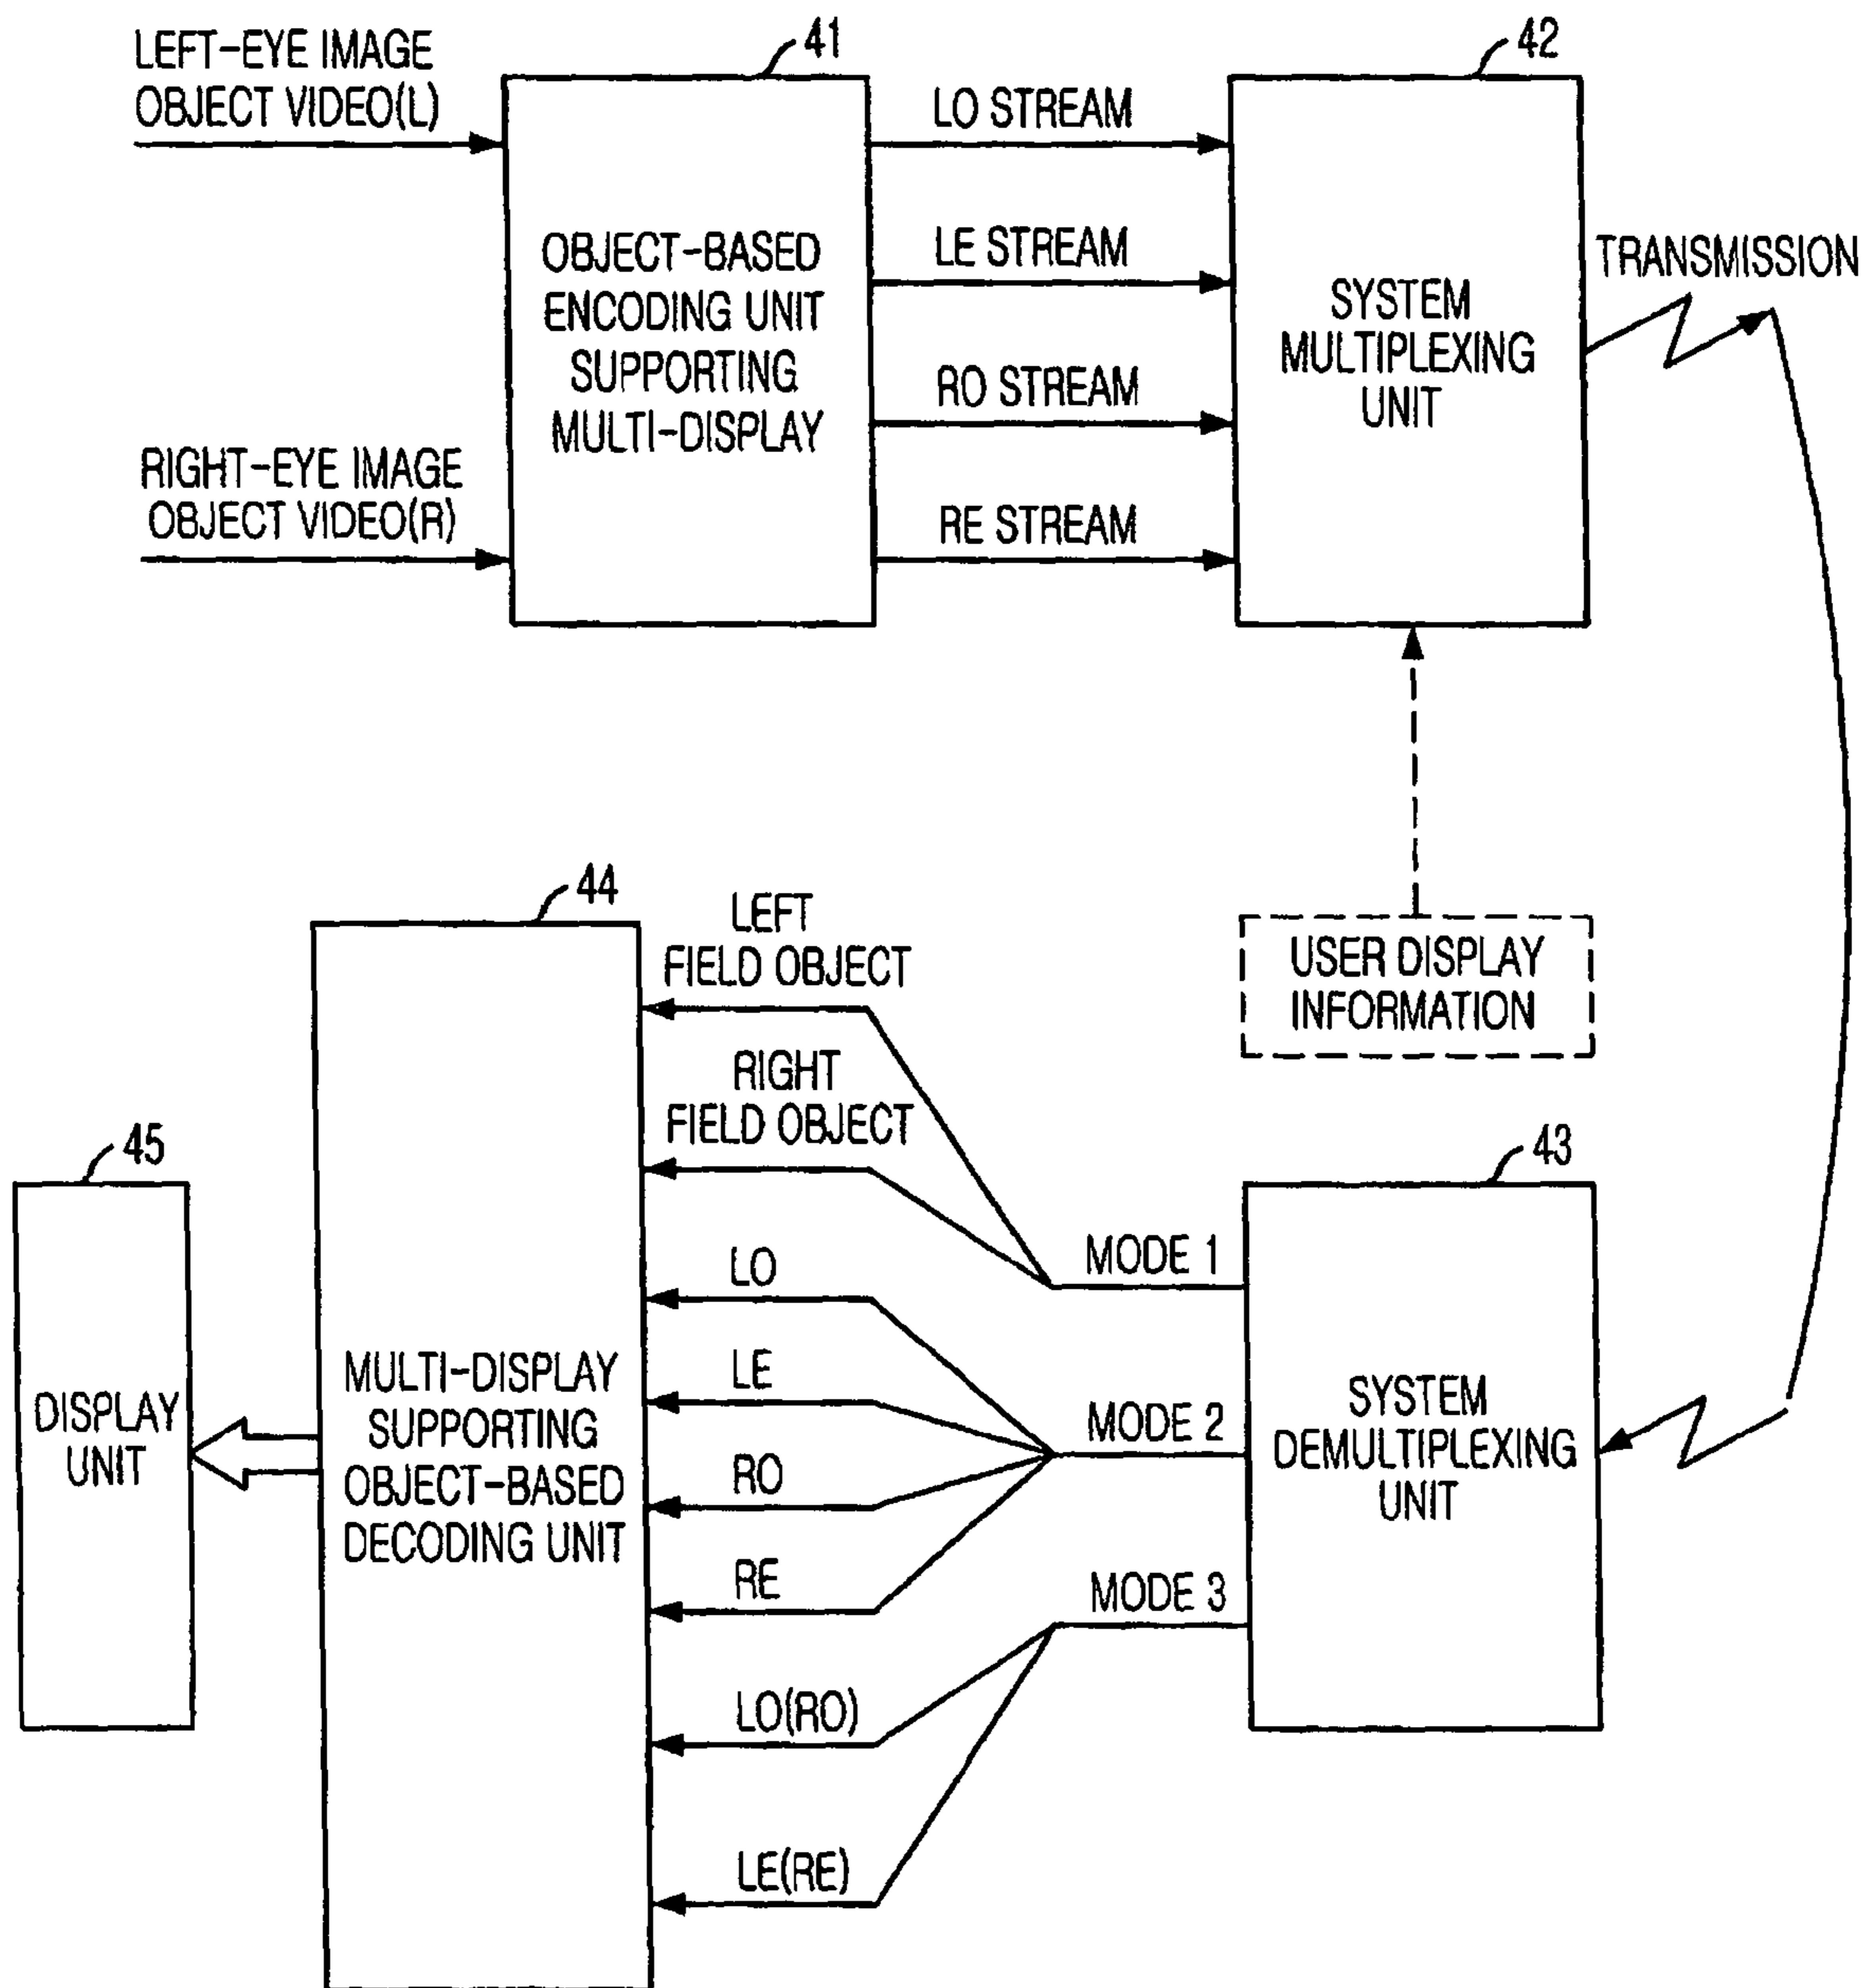 LEFT-EYE IMAGE
OBJECT VIDEO(L)
41
42
LO STREAM
LE STREAM
RO STREAM
RE STREAM
OBJECT-BASED
ENCODING UNIT
SUPPORTING
MULTI-DISPLAY
SYSTEM
MULTIPLEXING
UNIT
TRANSMISSION
RIGHT-EYE IMAGE
OBJECT VIDEO(R)
USER DISPLAY
INFORMATION
44
LEFT
FIELD OBJECT
RIGHT
FIELD OBJECT
45
43
LO
LE
RO
RE
LO(RO)
LE(RE)
MODE 1
MODE 2
MODE 3
DISPLAY
UNIT
MULTI-DISPLAY
SUPPORTING
OBJECT-BASED
DECODING UNIT
SYSTEM
DEMULTIPLEXING
UNIT